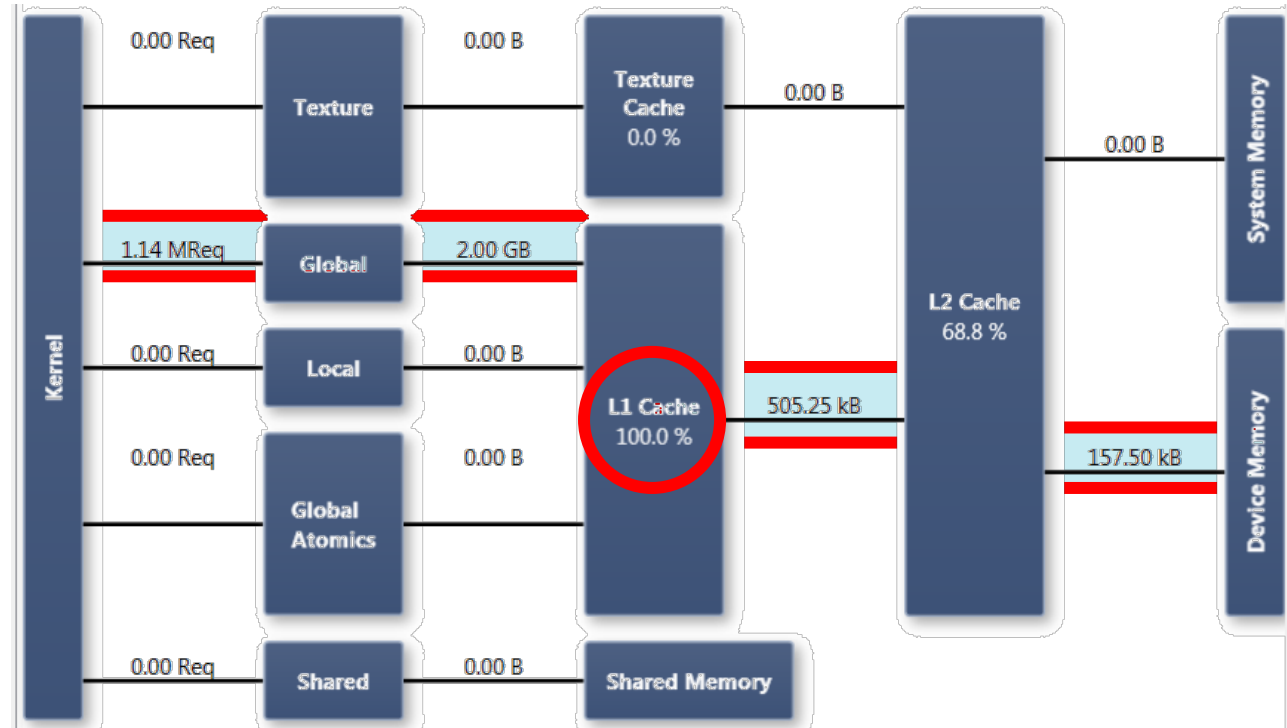 0.00 Req
0.00 B
Texture
Texture
Cache
0.0 %
0.00 B
0.00 B
System Memory
1.14 MReq
Global
2.00 GB
Kernel
0.00 Req
Local
0.00 B
L1 Cache
100.0 %
505.25 kB
L2 Cache
68.8 %
157.50 kB
Device Memory
0.00 Req
Global
Atomics
0.00 B
0.00 Req
Shared
0.00 B
Shared Memory